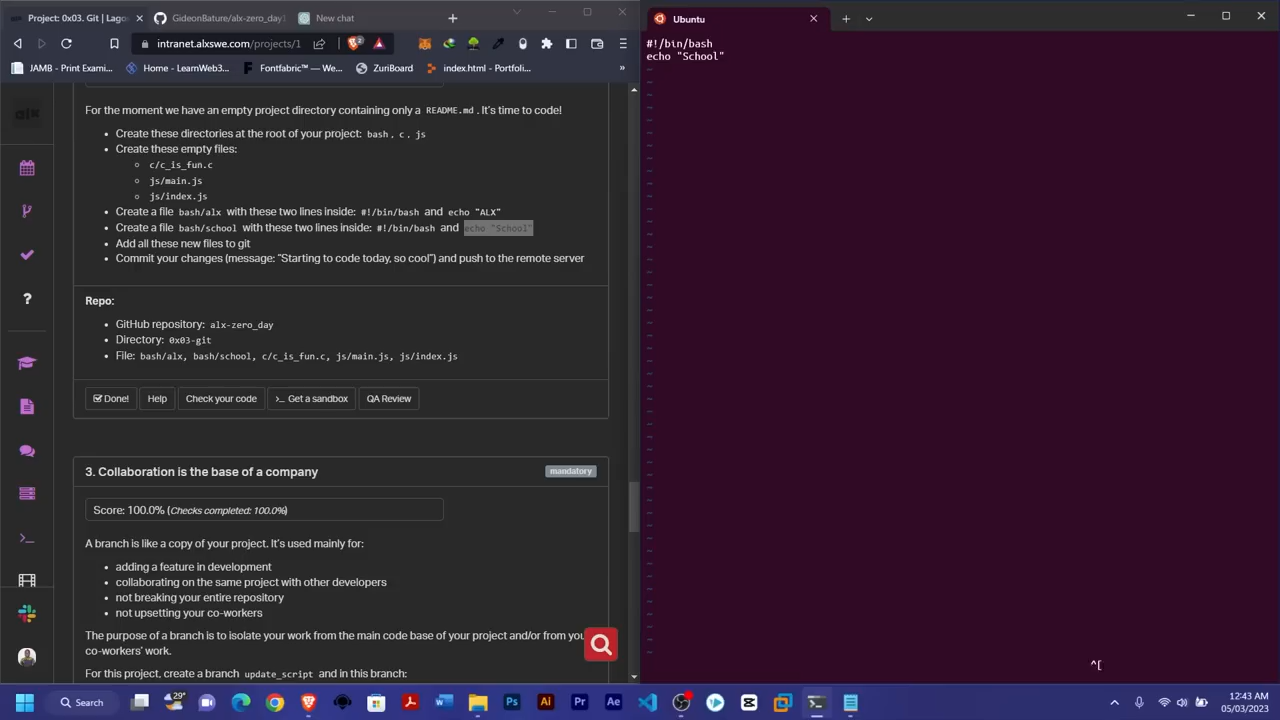 Project: 0x03. Git | Lag
GideonBature/alx-zero_day
New chat
intranet.alxswe.com/projects/1
JAMB - Print Exami...
Home - LearnWeb3...
Fontheric™ — We...
ZetBoard
index.html - Portfoli...
»
For the moment we have an empty project directory containing only a README.md. It's time to code!
Create these directories at the root of your project: bash, c, js
Create these empty files:
c/c_is_fun.c
js/main.js
js/index.js
create a file bash/alx with these two lines inside: #!/bin/bash and echo "ALX"
create a file bash/school with these two lines inside: #!/bin/bash and echo "School"
Add all these new files to git
Commit your changes (message: "Starting to code today, so cool") and push to the remote server
Repo:
GitHub repository: alx-zero_day
Directory: 0x03-git
File: bash/alx, bash/school, c/c_is_fun.c, js/main.js, js/index.js
Done
Help
Check your code
>_ Get a sandbox
QA Review
3. Collaboration is the base of a company
mandatory
Score: 100.0% (Checks completed: 100.0%)
A branch is like a copy of your project. It's used mainly for:
adding a feature in development
collaborating on the same project with other developers
not breaking your entire repository
not upsetting your co-workers
The purpose of a branch is to isolate your work from the main code base of your project and/or from your
co-workers' work.
For this project, create a branch update_script and in this branch:
Ubuntu
#!/bin/bash
echo "School"
^[
29°
Search
12:43 AM
05/03/2023